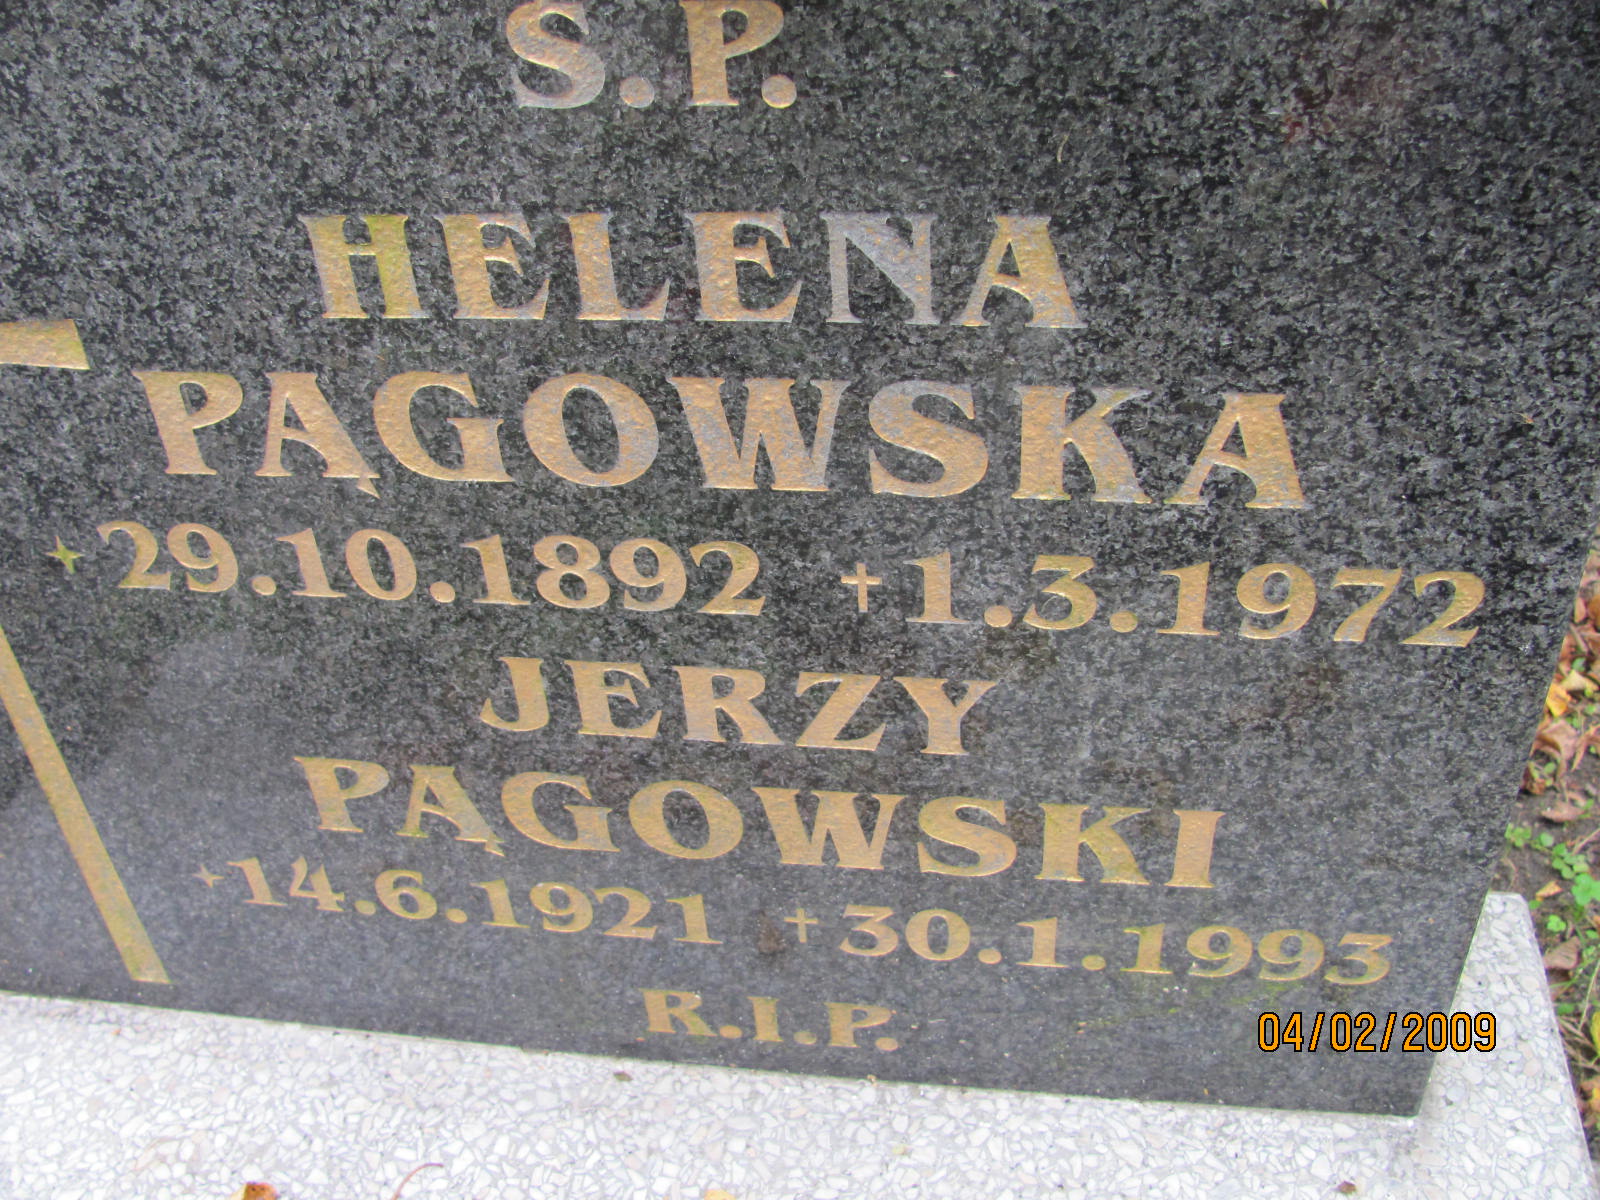 Ś.P.
HELENA
PĄGOWSKA
29.10.1892 +1.3.1972
JERZY
PĄGOWSKI
14.6.1921 +30.1.1993
R.I.P.
04/02/2009